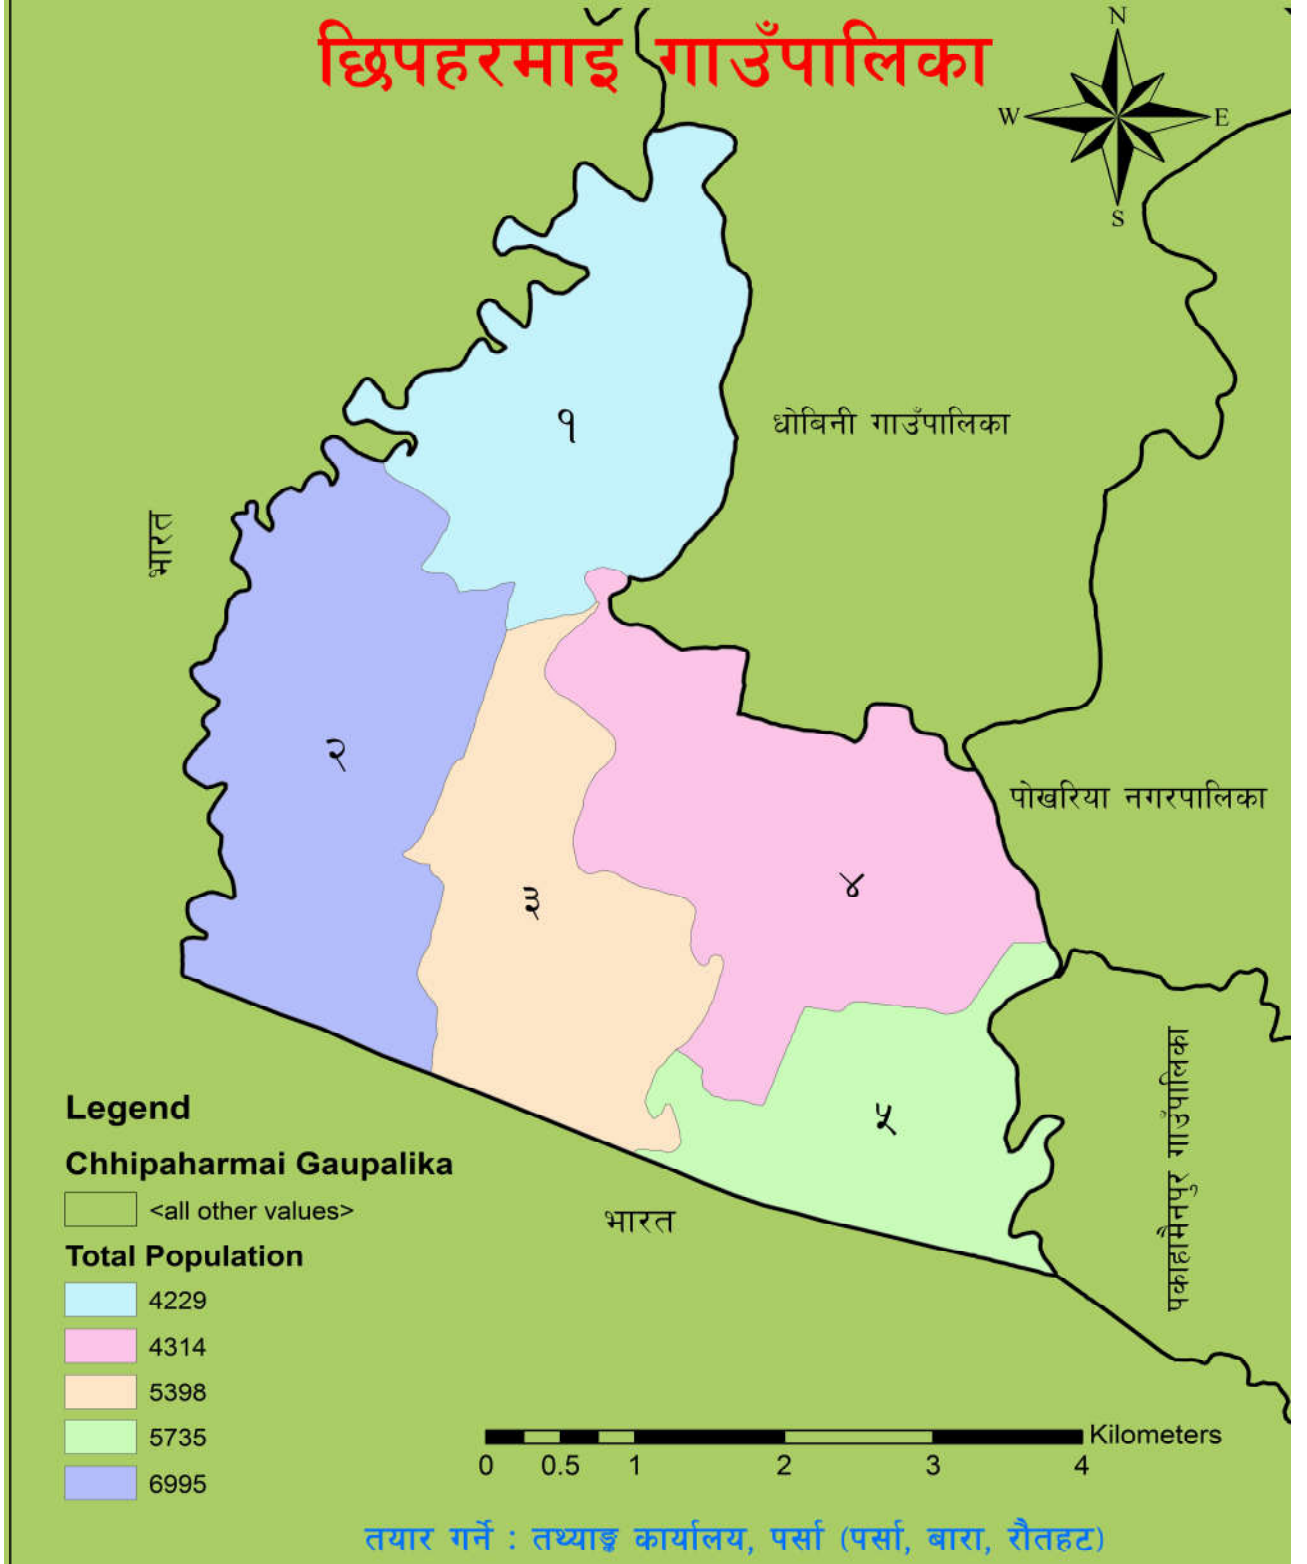 छिपहरमाइ गाउँपालिका
N
W
E
S
१
धोबिनी गाउँपालिका
भारत
२
पोखरिया नगरपालिका
३
४
५
पकाहामैनपुर गाउँपालिका
भारत
Legend
Chhipaharmai Gaupalika
<all other values>
Total Population
4229
4314
5398
5735
6995
Kilometers
0 0.5 1 2 3 4
तयार गर्ने : तथ्याङ्क कार्यालय, पर्सा (पर्सा, बारा, रौतहट)